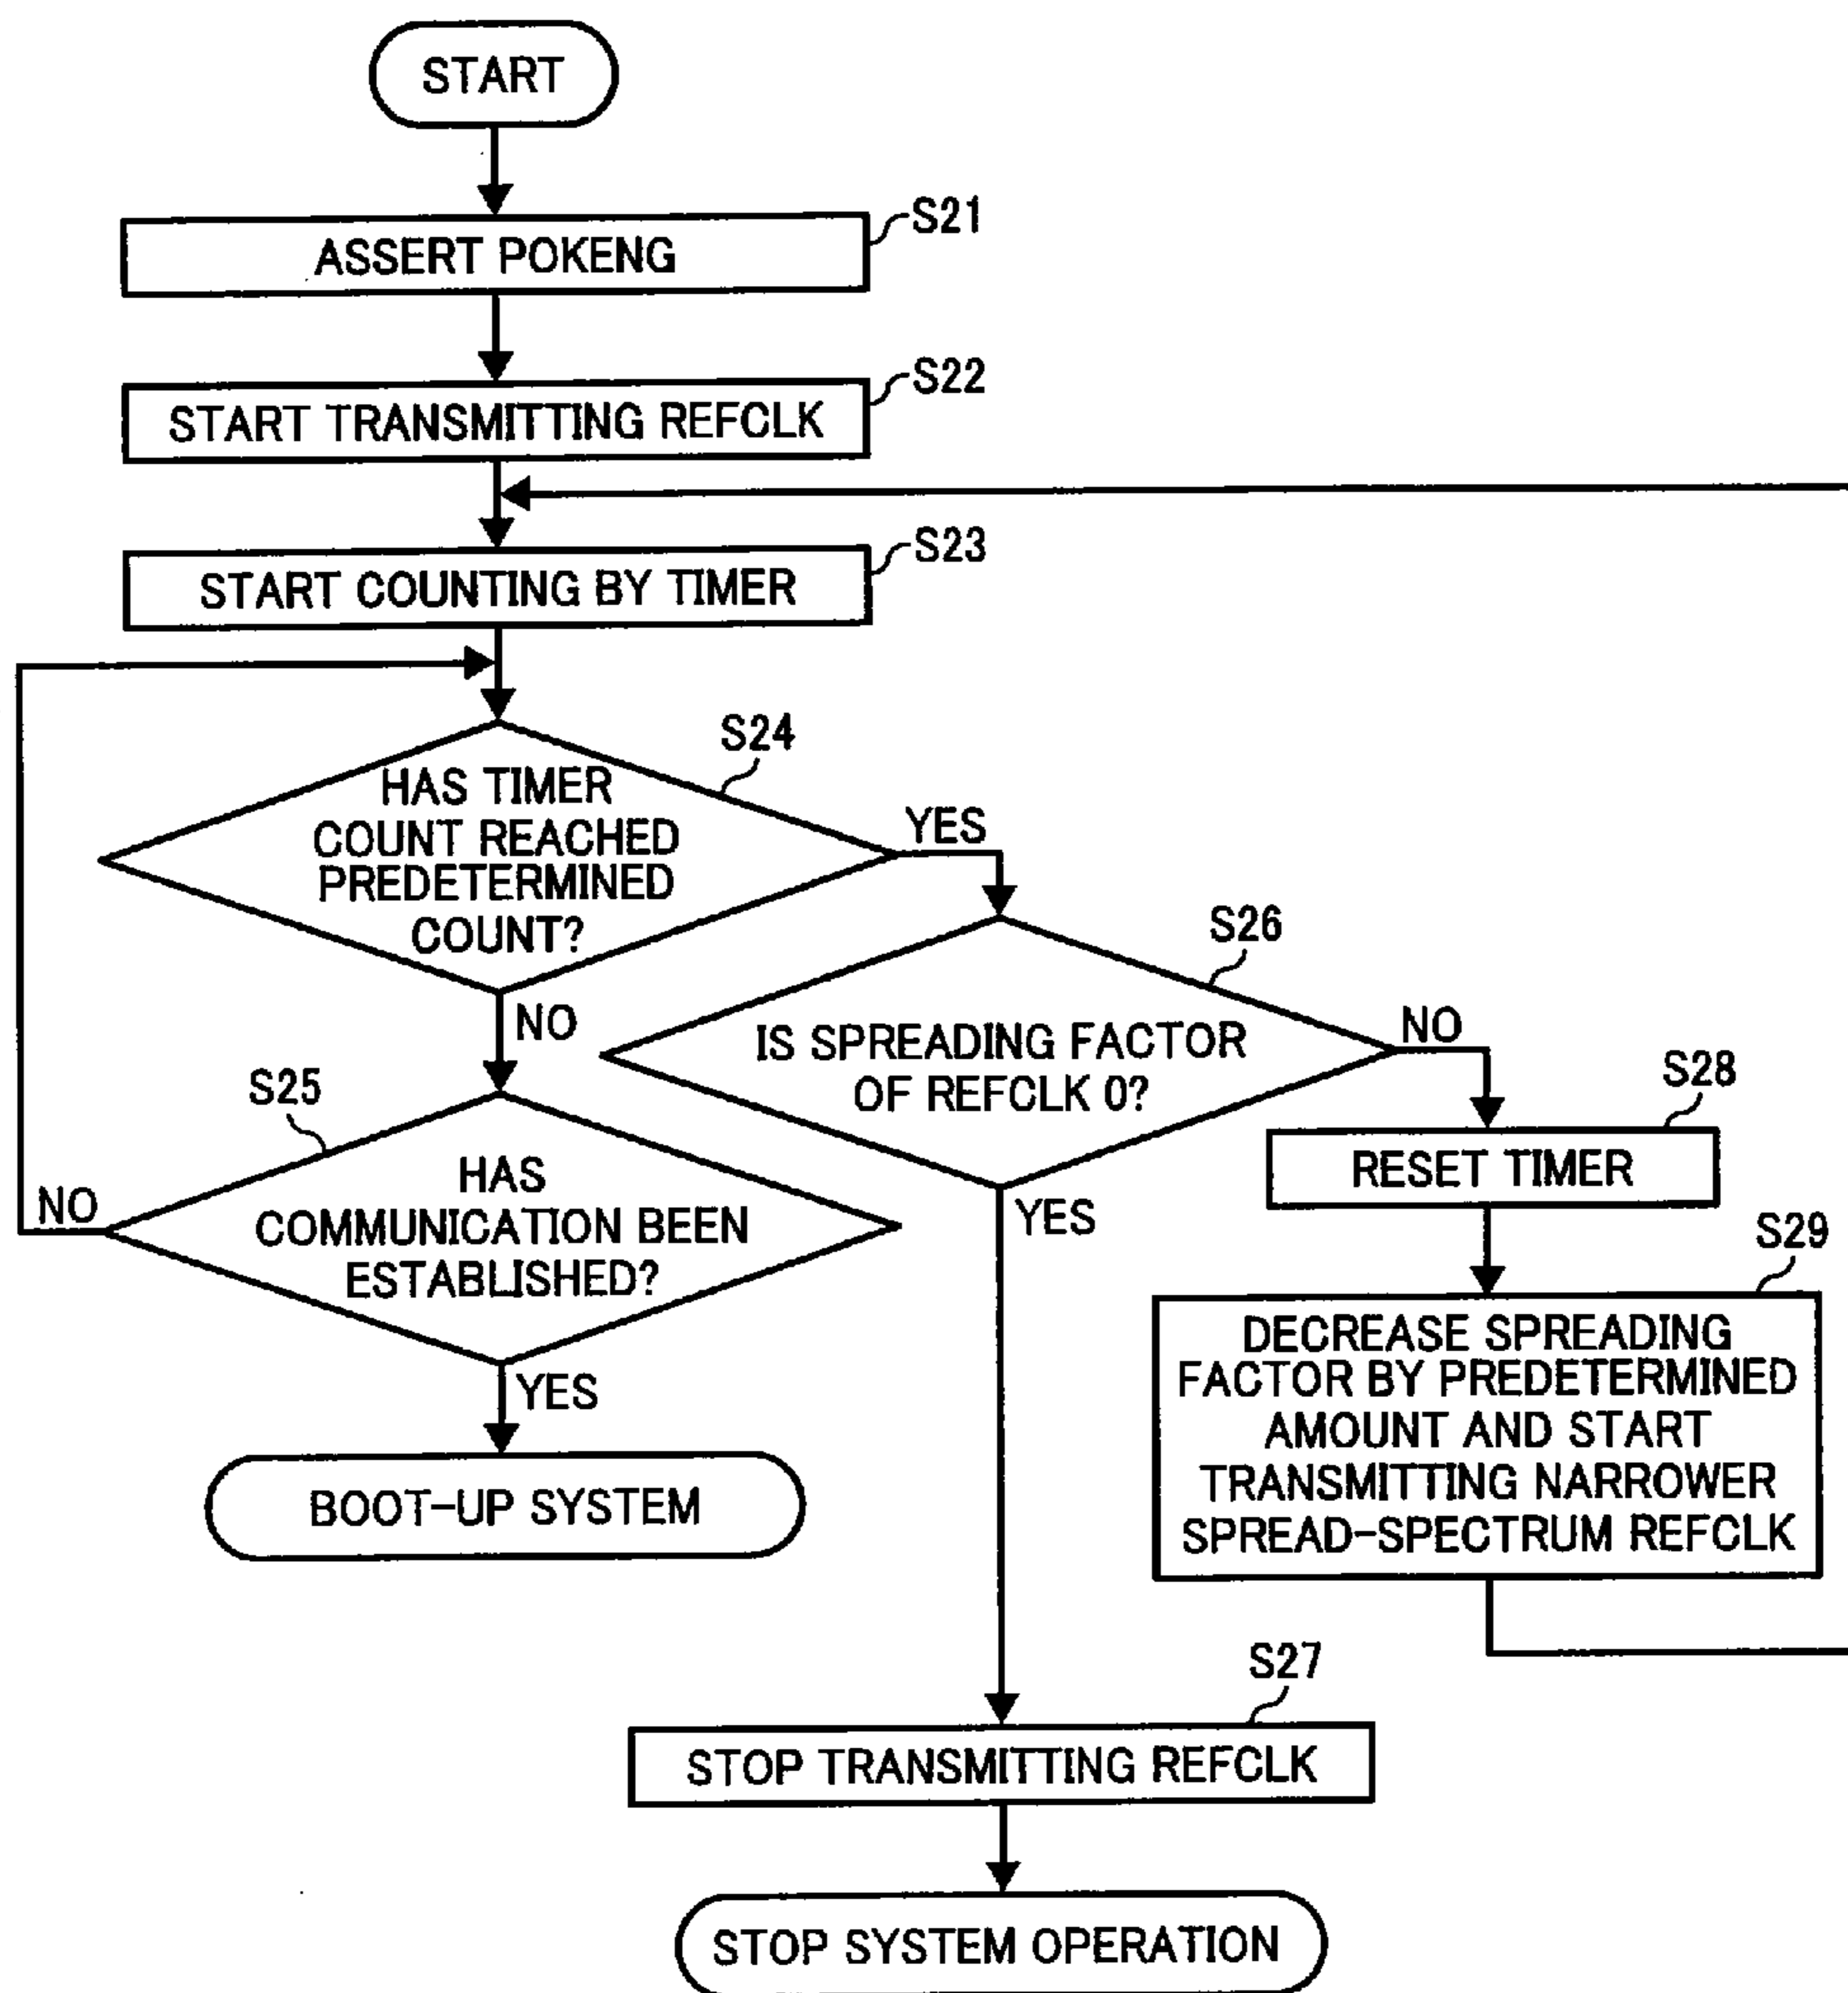 START
S21
ASSERT POKENG
S22
START TRANSMITTING REFCLK
S23
START COUNTING BY TIMER
S24
HAS TIMER
COUNT REACHED
PREDETERMINED
COUNT?
YES
NO
S26
IS SPREADING FACTOR
OF REFCLK 0?
NO
YES
S25
HAS
COMMUNICATION BEEN
ESTABLISHED?
NO
YES
BOOT-UP SYSTEM
S28
RESET TIMER
S29
DECREASE SPREADING
FACTOR BY PREDETERMINED
AMOUNT AND START
TRANSMITTING NARROWER
SPREAD-SPECTRUM REFCLK
S27
STOP TRANSMITTING REFCLK
STOP SYSTEM OPERATION